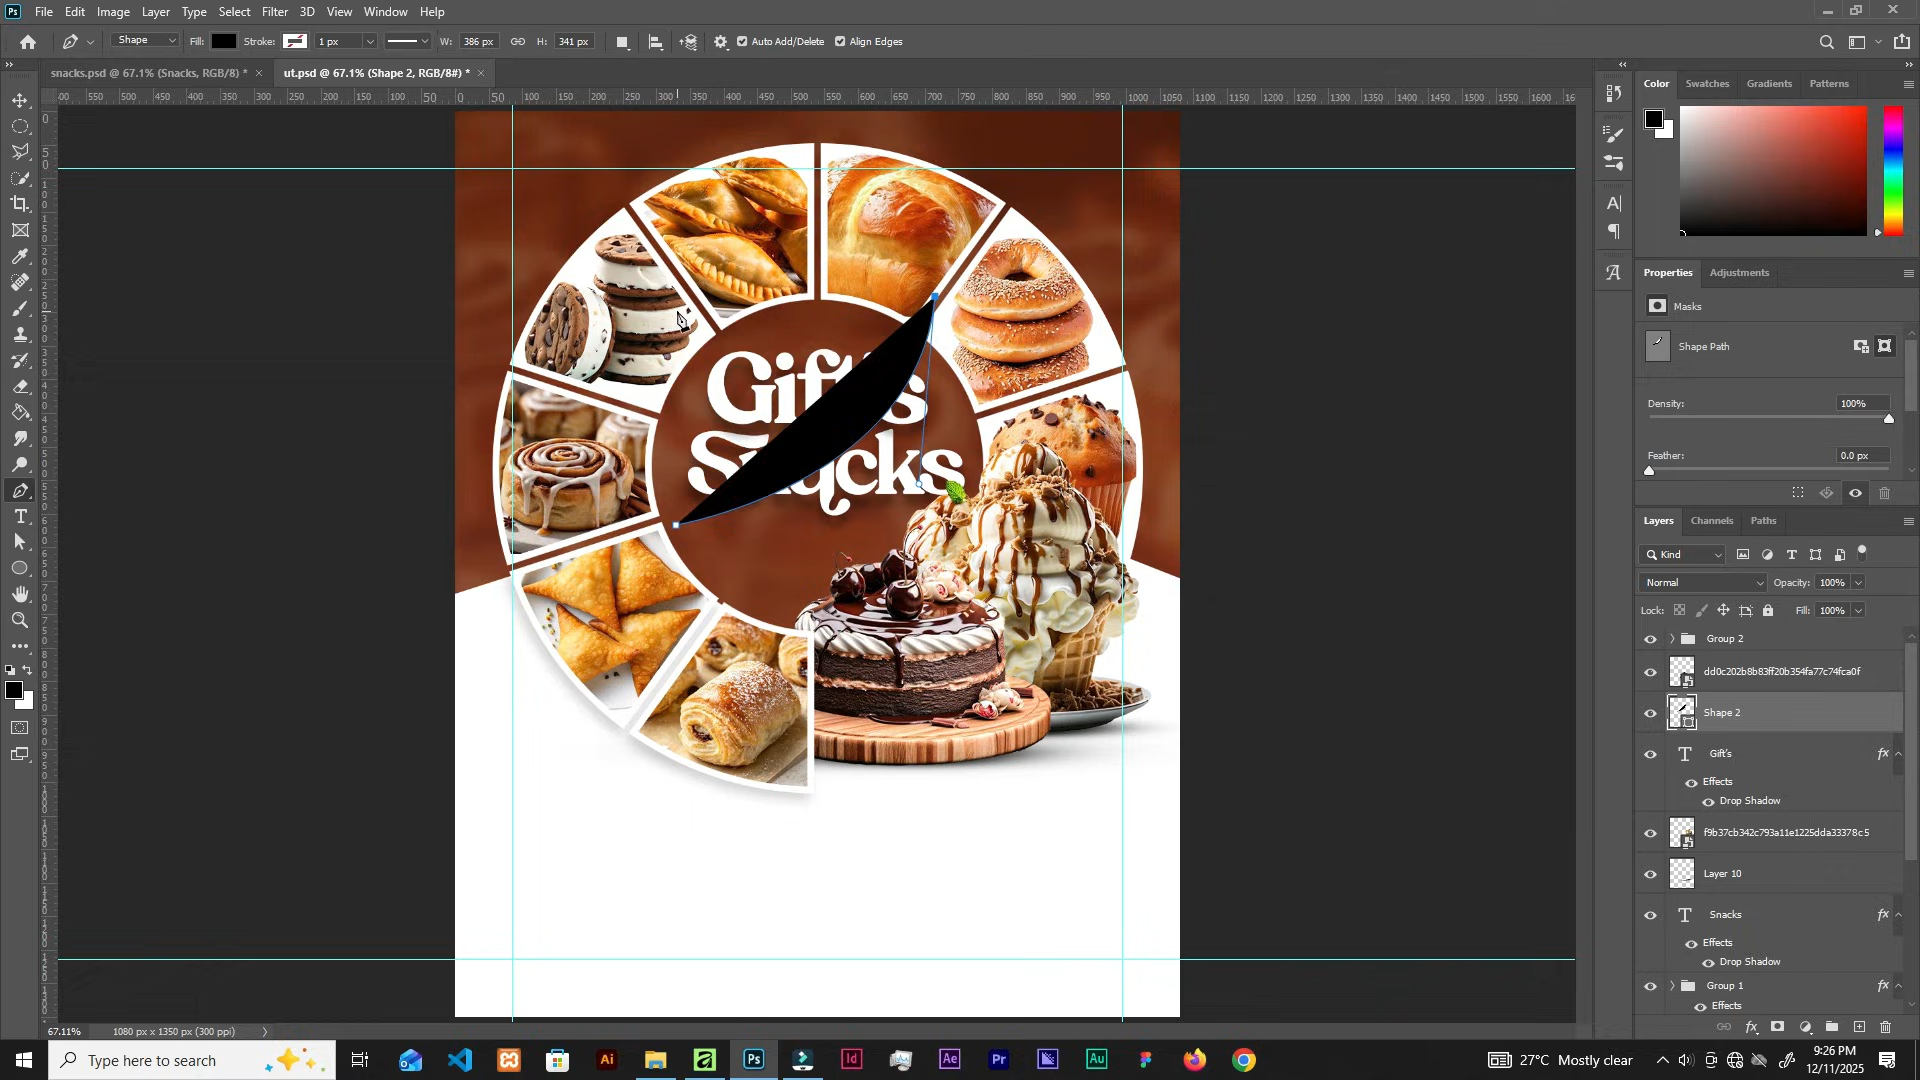 File Edit Image Layer Type Select Filter 3D View Window Help
Shape Fill: Stroke: 1 px W: 386 px H: 341 px Auto Add/Delete Align Edges
snacks.psd @ 67.1% (Snacks, RGB/8) * × ut.psd @ 67.1% (Shape 2, RGB/8#) * ×
Color Swatches Gradients Patterns
Properties Adjustments
Masks
Shape Path
Density: 100%
Feather: 0.0 px
Gift's
Snacks
Layers Channels Paths
Kind
Normal Opacity: 100%
Lock: Fill: 100%
Group 2
dd0c202b8b83ff20b354fa77c74fca0f
Shape 2
Gift's fx
Effects
Drop Shadow
f9b37cb342c793a11e1225dda33378c5
Layer 10
Snacks fx
Effects
Drop Shadow
Group 1 fx
Effects
67.11% 1080 px x 1350 px (300 ppi)
Type here to search
27°C Mostly clear
9:26 PM
12/11/2025